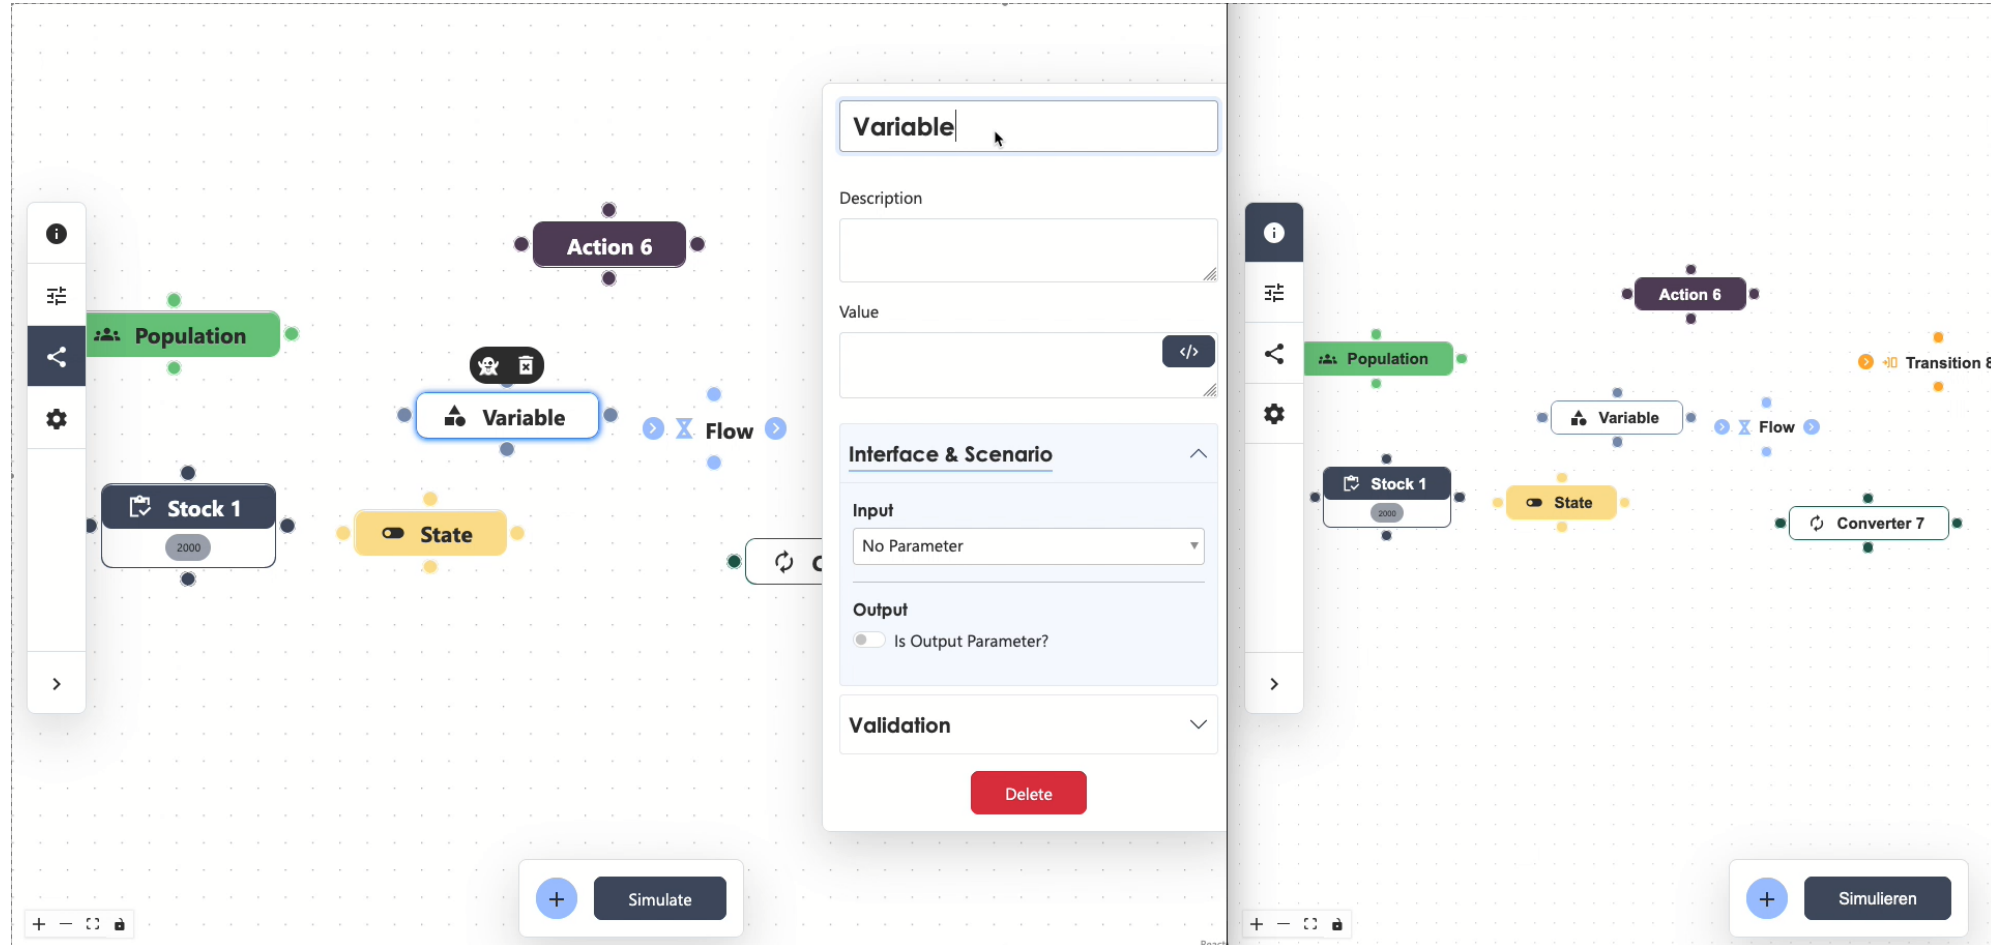 Variable
Description
Value
</>
Interface & Scenario
Input
No Parameter
Output
Is Output Parameter?
Validation
Delete
Action 6
Population
Variable
Flow
Stock 1
2000
State
Simulate
Action 6
Population
Transition 8
Variable
Flow
Stock 1
2000
State
Converter 7
Simulieren